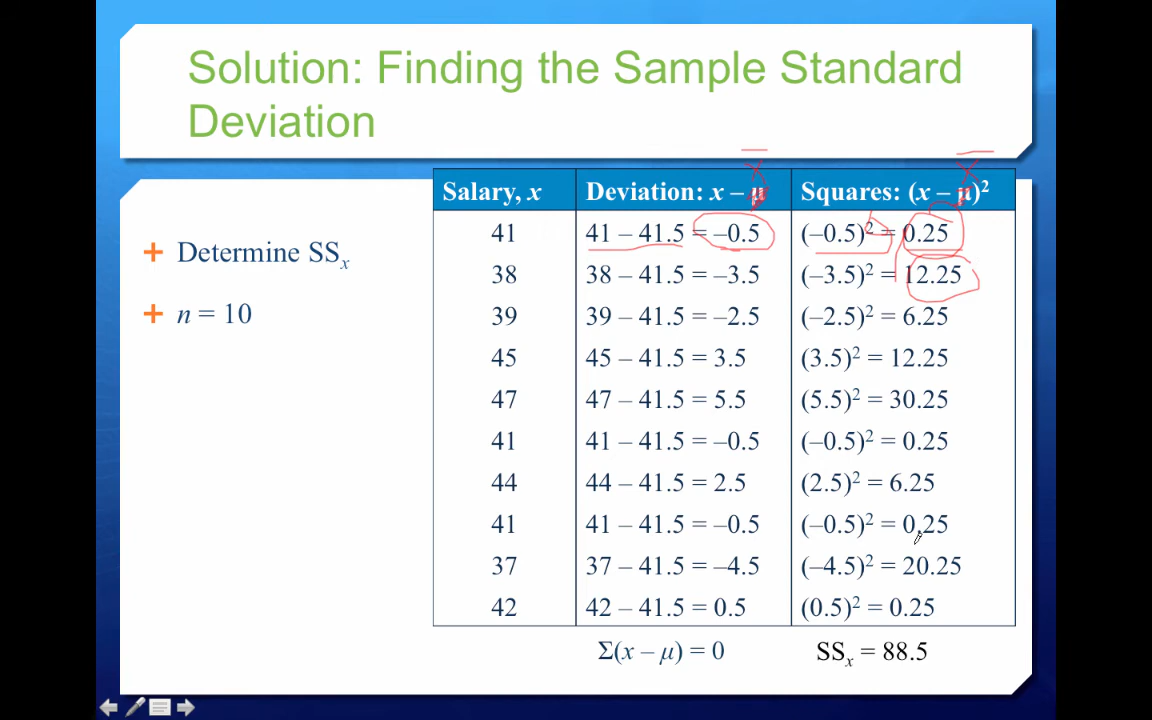 Solution: Finding the Sample Standard
Deviation
+ Determine SSₓ
+ n = 10
Salary, x Deviation: x – μ Squares: (x – μ)²
x̄ x̄
41 41 – 41.5 = –0.5 (–0.5)² = 0.25
38 38 – 41.5 = –3.5 (–3.5)² = 12.25
39 39 – 41.5 = –2.5 (–2.5)² = 6.25
45 45 – 41.5 = 3.5 (3.5)² = 12.25
47 47 – 41.5 = 5.5 (5.5)² = 30.25
41 41 – 41.5 = –0.5 (–0.5)² = 0.25
44 44 – 41.5 = 2.5 (2.5)² = 6.25
41 41 – 41.5 = –0.5 (–0.5)² = 0.25
37 37 – 41.5 = –4.5 (–4.5)² = 20.25
42 42 – 41.5 = 0.5 (0.5)² = 0.25
Σ(x – μ) = 0 SSₓ = 88.5